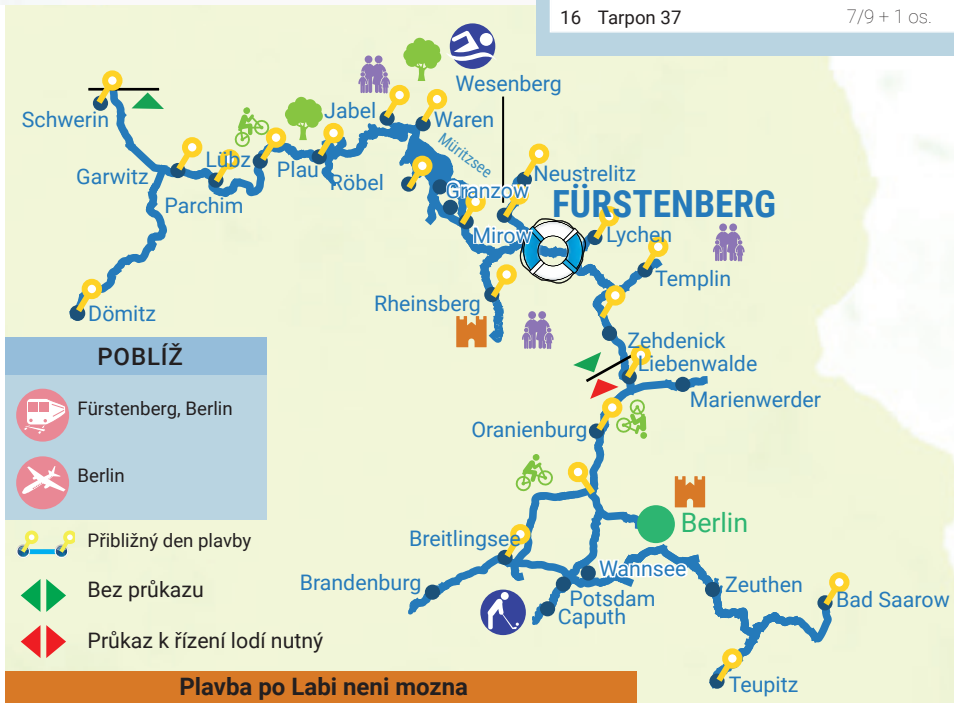 16 Tarpon 37 7/9 + 1 os.
Wesenberg
Schwerin
Jabel
Waren
Müritzsee
Garwitz
Lübz
Plau
Röbel
Neustrelitz
Parchim
Granzow
FÜRSTENBERG
Mirow
Lychen
Templin
Dömitz
Rheinsberg
Zehdenick
Liebenwalde
POBLÍŽ
Fürstenberg, Berlin
Marienwerder
Oranienburg
Berlin
Berlin
Přibližný den plavby
Breitlingsee
Bez průkazu
Brandenburg
Wannsee
Potsdam
Caputh
Zeuthen
Bad Saarow
Průkaz k řízení lodí nutný
Plavba po Labi neni mozna
Teupitz